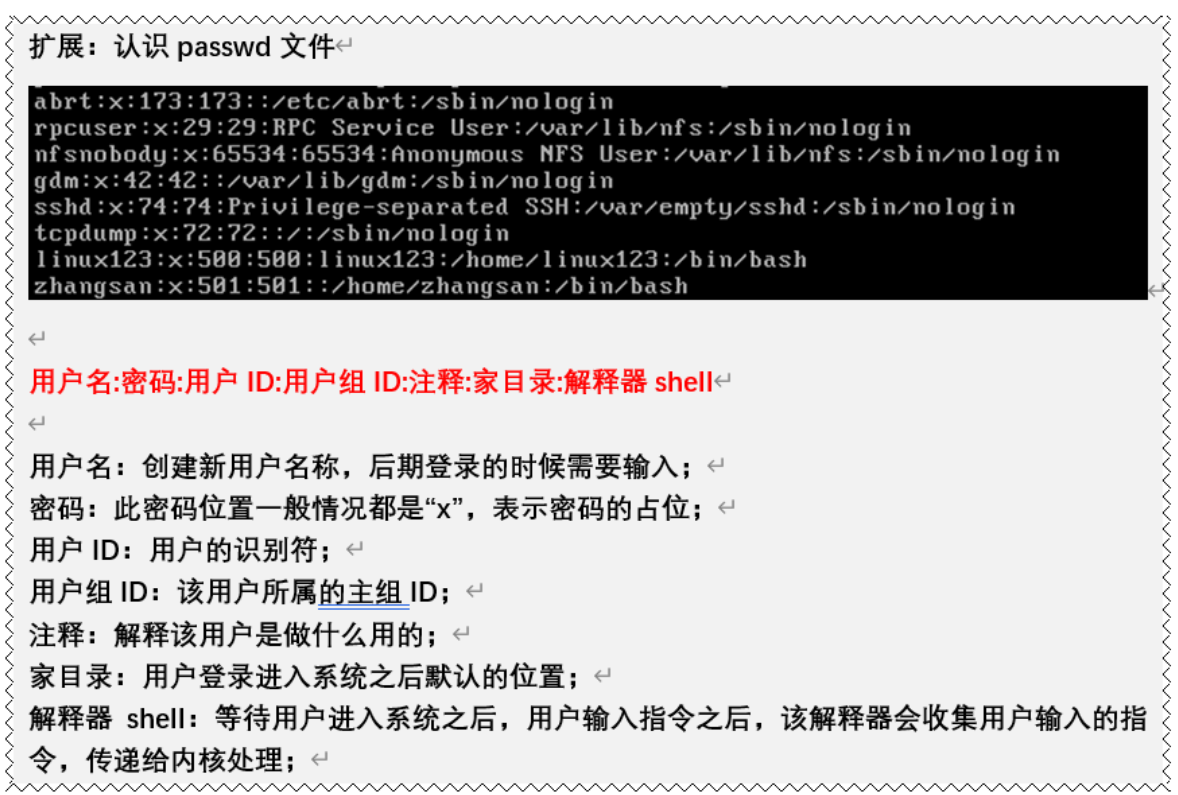 扩展：认识 passwd 文件
abrt:x:173:173::/etc/abrt:/sbin/nologin
rpcuser:x:29:29:RPC Service User:/var/lib/nfs:/sbin/nologin
nfsnobody:x:65534:65534:Anonymous NFS User:/var/lib/nfs:/sbin/nologin
gdm:x:42:42::/var/lib/gdm:/sbin/nologin
sshd:x:74:74:Privilege-separated SSH:/var/empty/sshd:/sbin/nologin
tcpdump:x:72:72::/:/sbin/nologin
linux123:x:500:500:linux123:/home/linux123:/bin/bash
zhangsan:x:501:501::/home/zhangsan:/bin/bash
用户名:密码:用户 ID:用户组 ID:注释:家目录:解释器 shell
用户名：创建新用户名称，后期登录的时候需要输入；
密码：此密码位置一般情况都是“x”，表示密码的占位；
用户 ID：用户的识别符；
用户组 ID：该用户所属的主组 ID；
注释：解释该用户是做什么用的；
家目录：用户登录进入系统之后默认的位置；
解释器 shell：等待用户进入系统之后，用户输入指令之后，该解释器会收集用户输入的指
令，传递给内核处理；